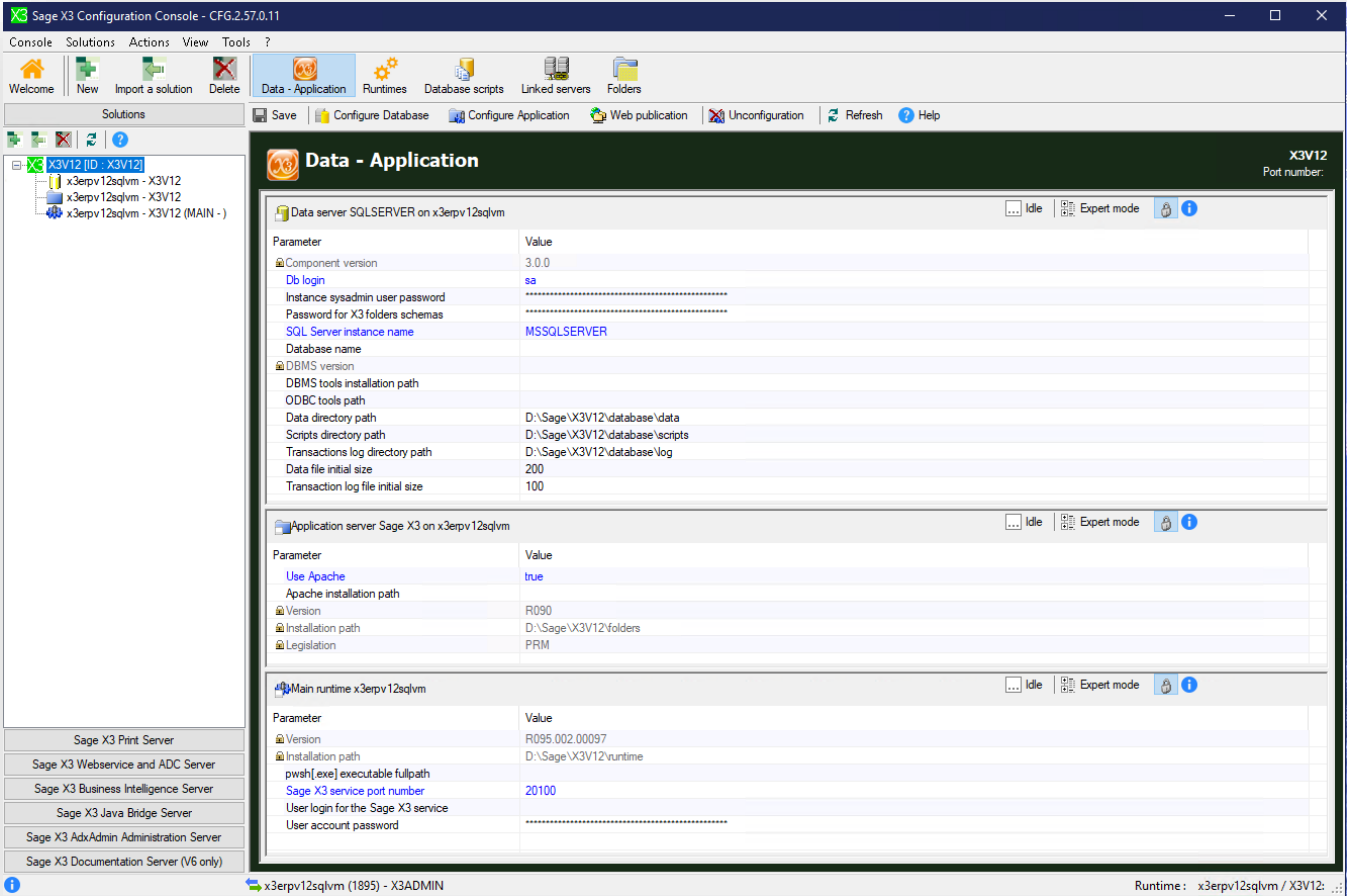 Sage X3 Configuration Console - CFG.2.57.0.11
Console Solutions Actions View Tools ?
Welcome New Import a solution Delete Data - Application Runtimes Database scripts Linked servers Folders
Solutions
Save Configure Database Configure Application Web publication Unconfiguration Refresh Help
X3V12 [ID : X3V12]
x3erpv12sqlvm - X3V12
x3erpv12sqlvm - X3V12
x3erpv12sqlvm - X3V12 (MAIN - )
Sage X3 Print Server
Sage X3 Webservice and ADC Server
Sage X3 Business Intelligence Server
Sage X3 Java Bridge Server
Sage X3 AdxAdmin Administration Server
Sage X3 Documentation Server (V6 only)
Data - Application
X3V12
Port number:
Data server SQLSERVER on x3erpv12sqlvm ... Idle Expert mode
Parameter Value
Component version 3.0.0
Db login sa
Instance sysadmin user password **************************************************
Password for X3 folders schemas **************************************************
SQL Server instance name MSSQLSERVER
Database name
DBMS version
DBMS tools installation path
ODBC tools path
Data directory path D:\Sage\X3V12\database\data
Scripts directory path D:\Sage\X3V12\database\scripts
Transactions log directory path D:\Sage\X3V12\database\log
Data file initial size 200
Transaction log file initial size 100
Application server Sage X3 on x3erpv12sqlvm ... Idle Expert mode
Parameter Value
Use Apache true
Apache installation path
Version R090
Installation path D:\Sage\X3V12\folders
Legislation PRM
Main runtime x3erpv12sqlvm ... Idle Expert mode
Parameter Value
Version R095.002.00097
Installation path D:\Sage\X3V12\runtime
pwsh[.exe] executable fullpath
Sage X3 service port number 20100
User login for the Sage X3 service
User account password **************************************************
x3erpv12sqlvm (1895) - X3ADMIN
Runtime : x3erpv12sqlvm / X3V12: